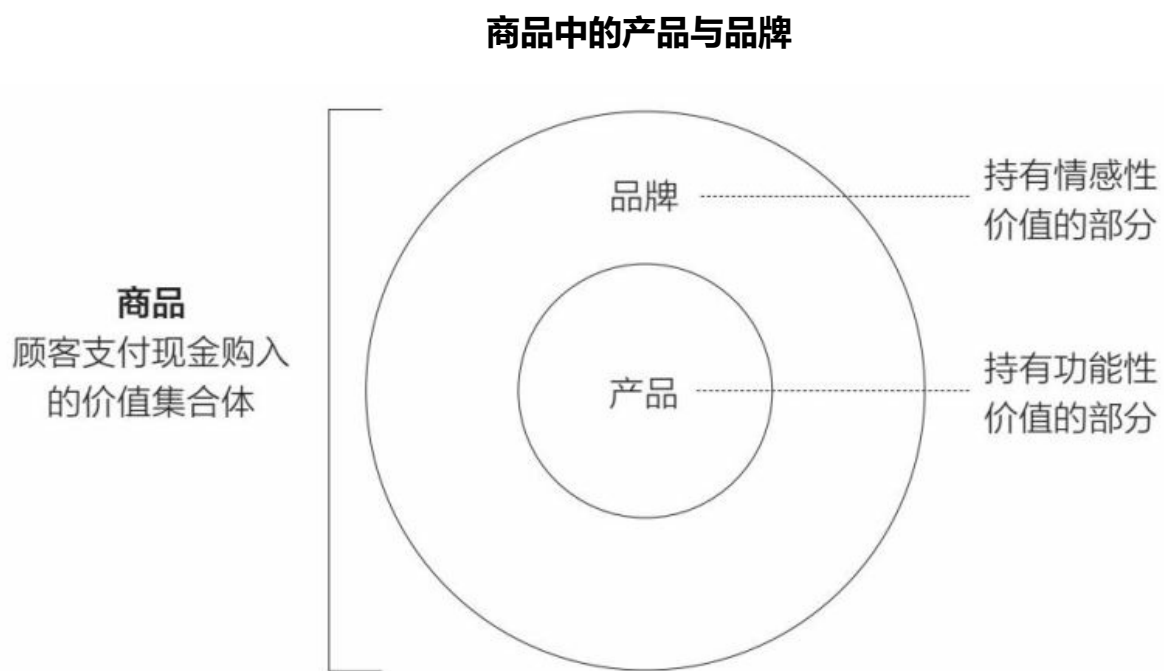 商品中的产品与品牌
品牌
持有情感性
价值的部分
商品
顾客支付现金购入
的价值集合体
产品
持有功能性
价值的部分